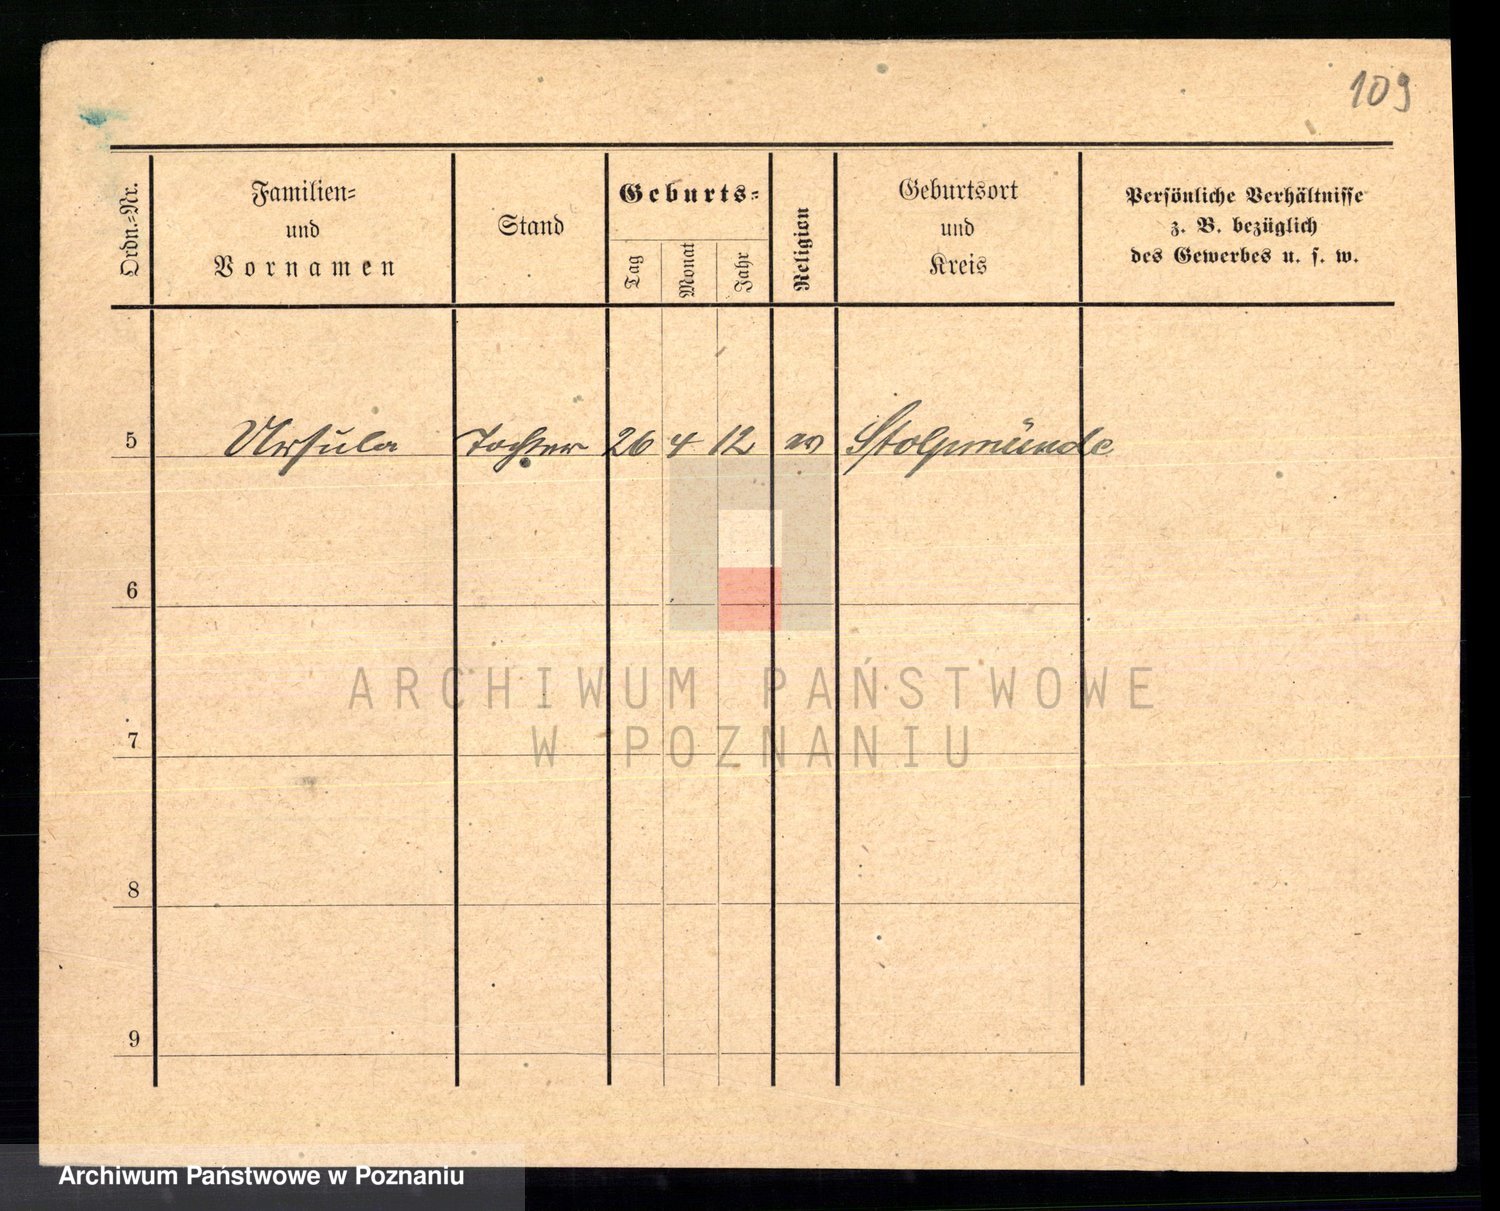 109
Ordn.=Nr.
Familien=
und
Vornamen
Stand
Geburts=
Tag
Monat
Jahr
Religion
Geburtsort
und
Kreis
Persönliche Verhältnisse
z. B. bezüglich
des Gewerbes u. s. w.
5 Ursula Tochter 26 4 12 ev Stolpmünde
6
7
8
9
ARCHIWUM PAŃSTWOWE
W POZNANIU
Archiwum Państwowe w Poznaniu